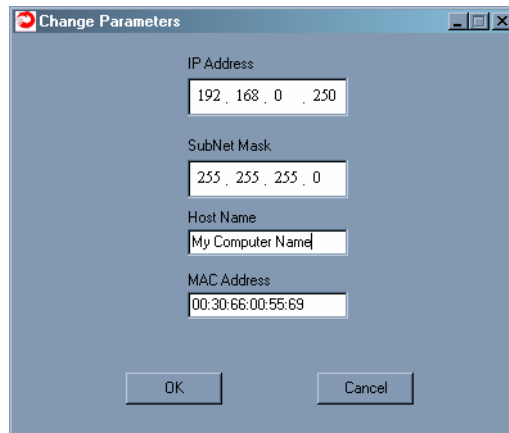 Change Parameters
IP Address
192 . 168 . 0 . 250
SubNet Mask
255 . 255 . 255 . 0
Host Name
My Computer Name
MAC Address
00:30:66:00:55:69
OK Cancel